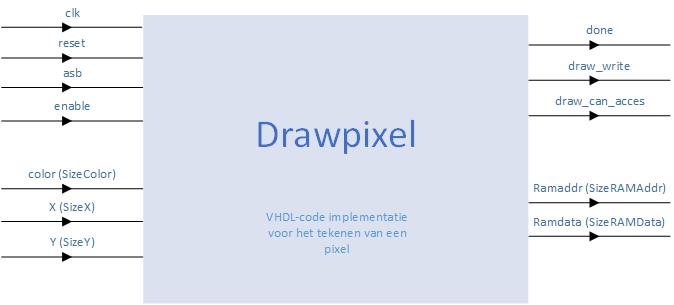 clk
reset
asb
enable
color (SizeColor)
X (SizeX)
Y (SizeY)
Drawpixel
VHDL-code implementatie
voor het tekenen van een
pixel
done
draw_write
draw_can_acces
Ramaddr (SizeRAMAddr)
Ramdata (SizeRAMData)